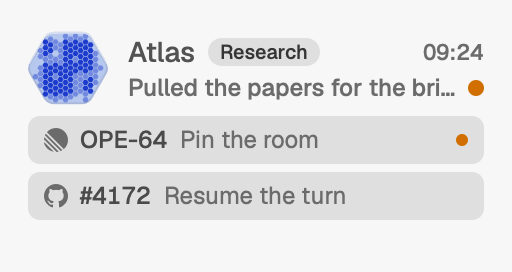 Atlas Research 09:24
Pulled the papers for the bri…
OPE-64 Pin the room
#4172 Resume the turn